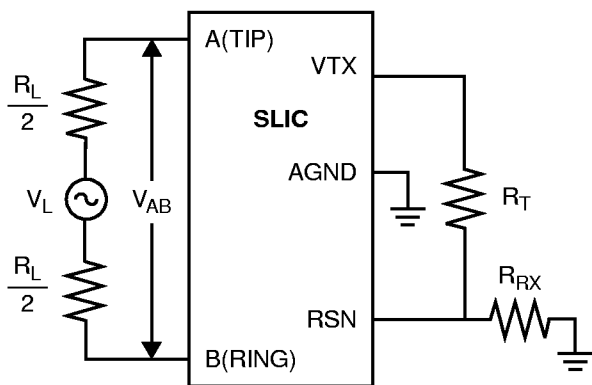 A(TIP)
VTX
R_L
2
SLIC
AGND
V_L
V_AB
R_T
R_L
2
R_RX
RSN
B(RING)